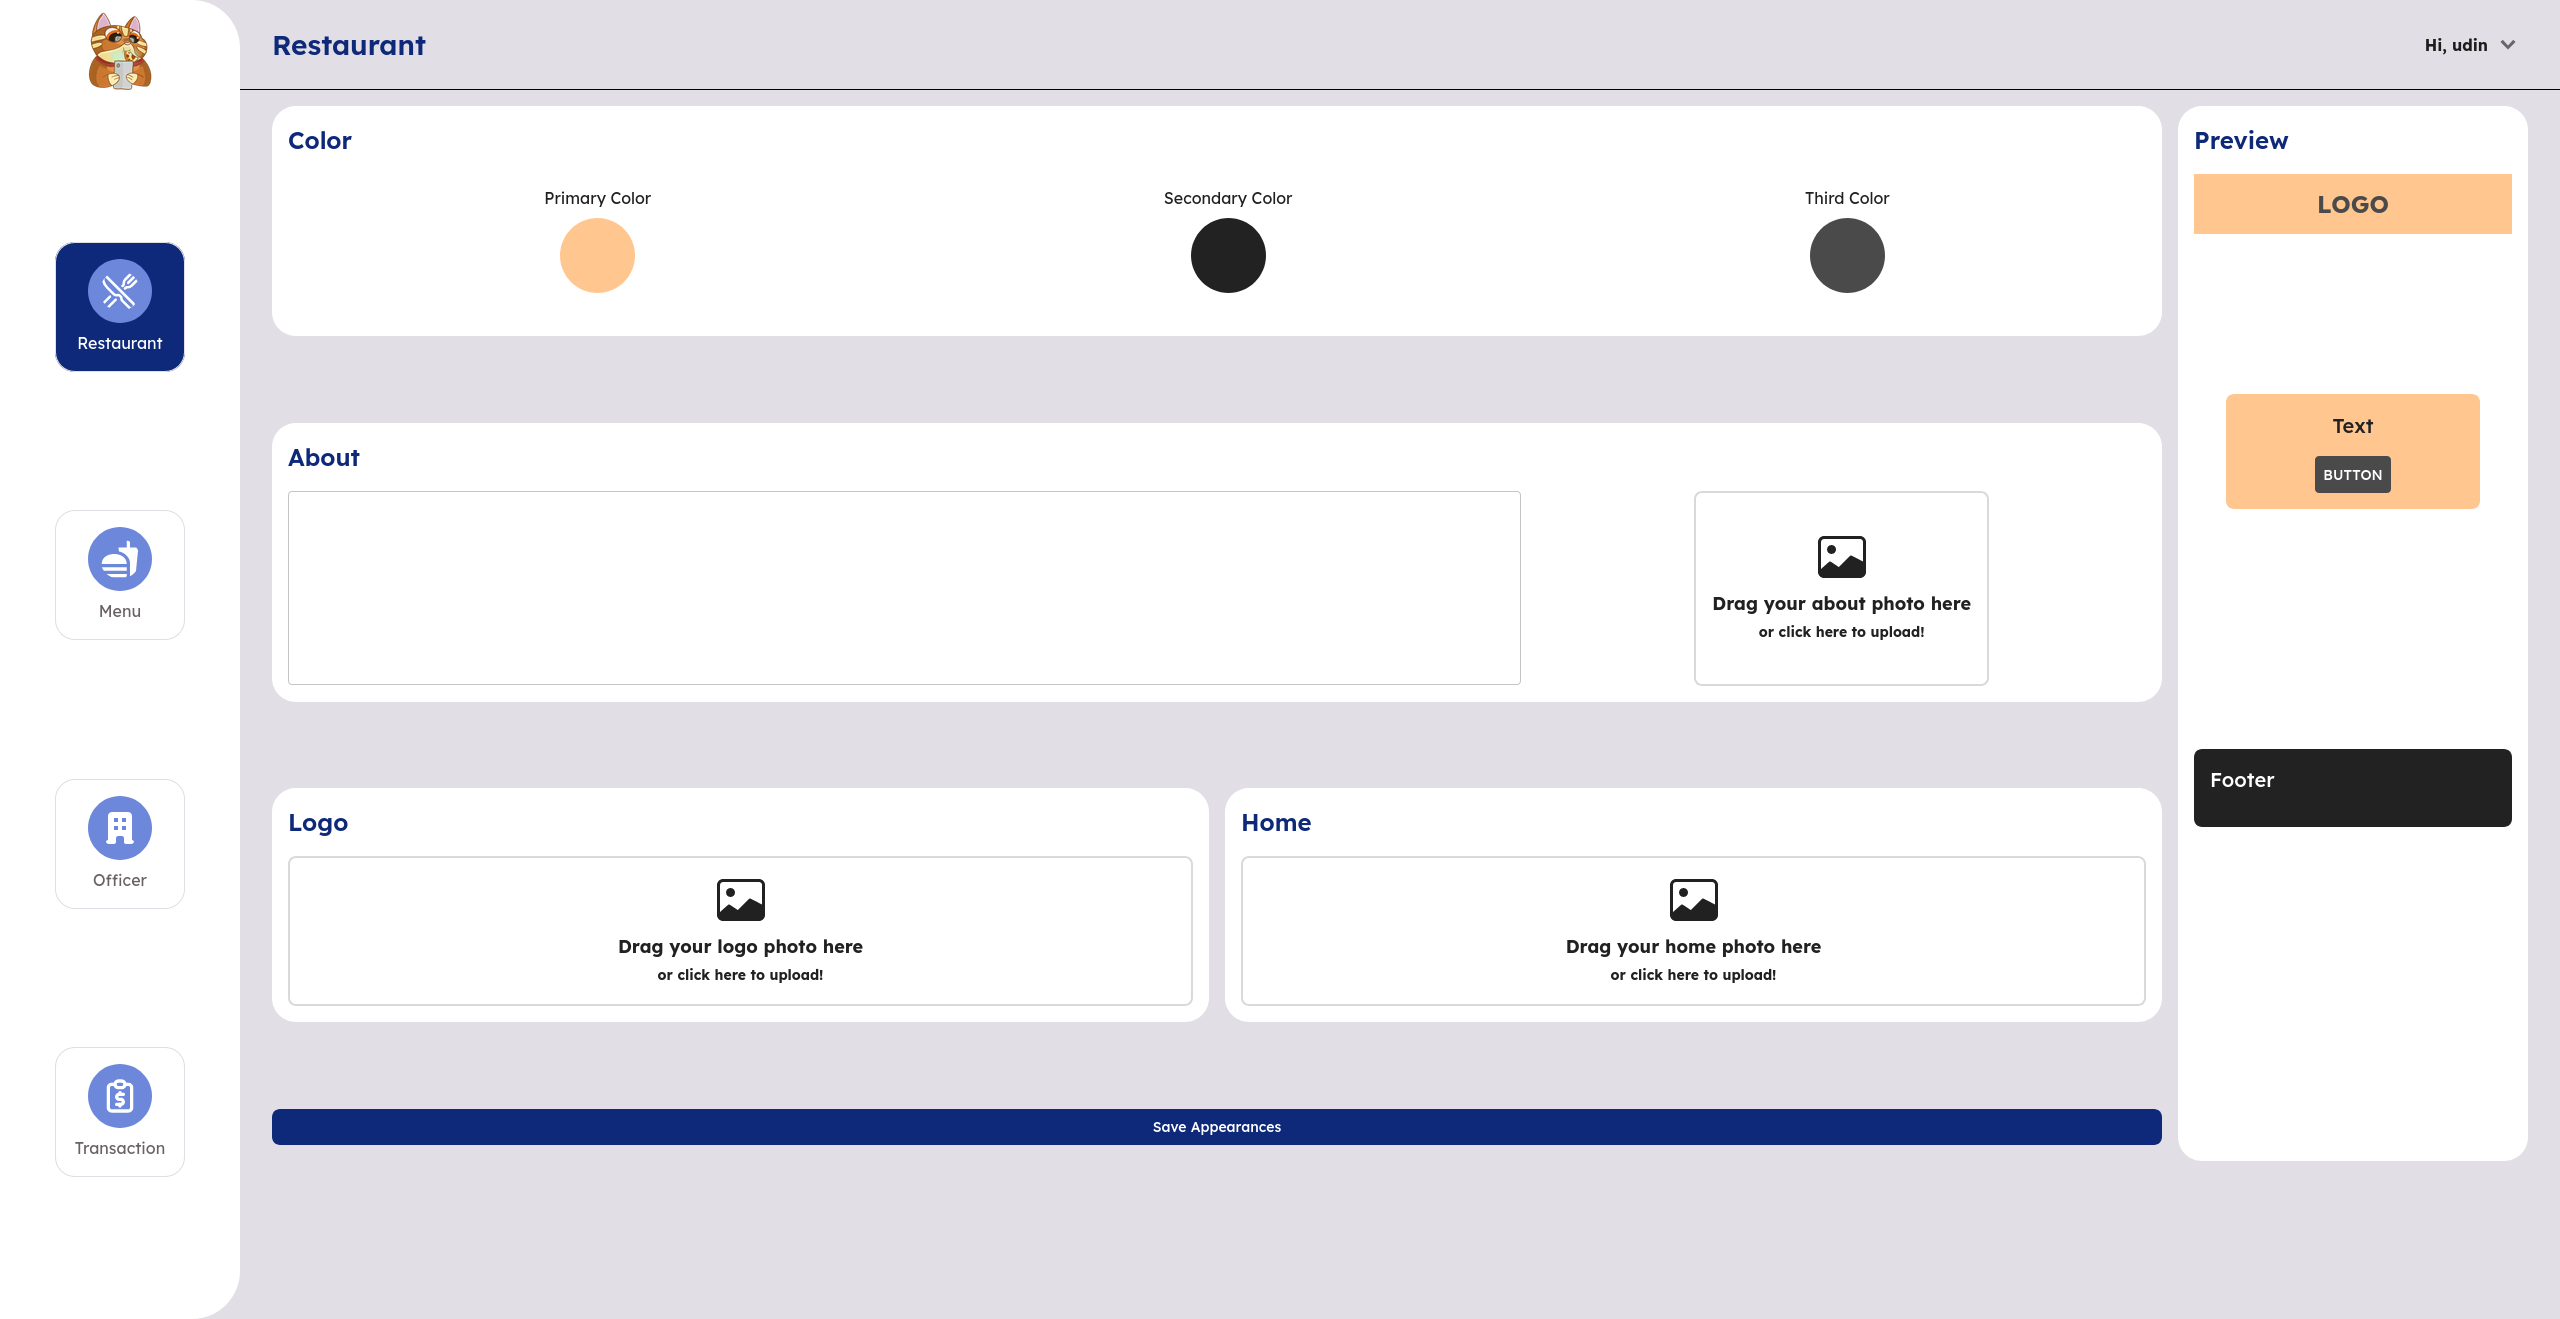 Restaurant
Hi, udin
Restaurant
Menu
Officer
Transaction
Color
Primary Color
Secondary Color
Third Color
About
Drag your about photo here
or click here to upload!
Logo
Drag your logo photo here
or click here to upload!
Home
Drag your home photo here
or click here to upload!
Save Appearances
Preview
LOGO
Text
BUTTON
Footer